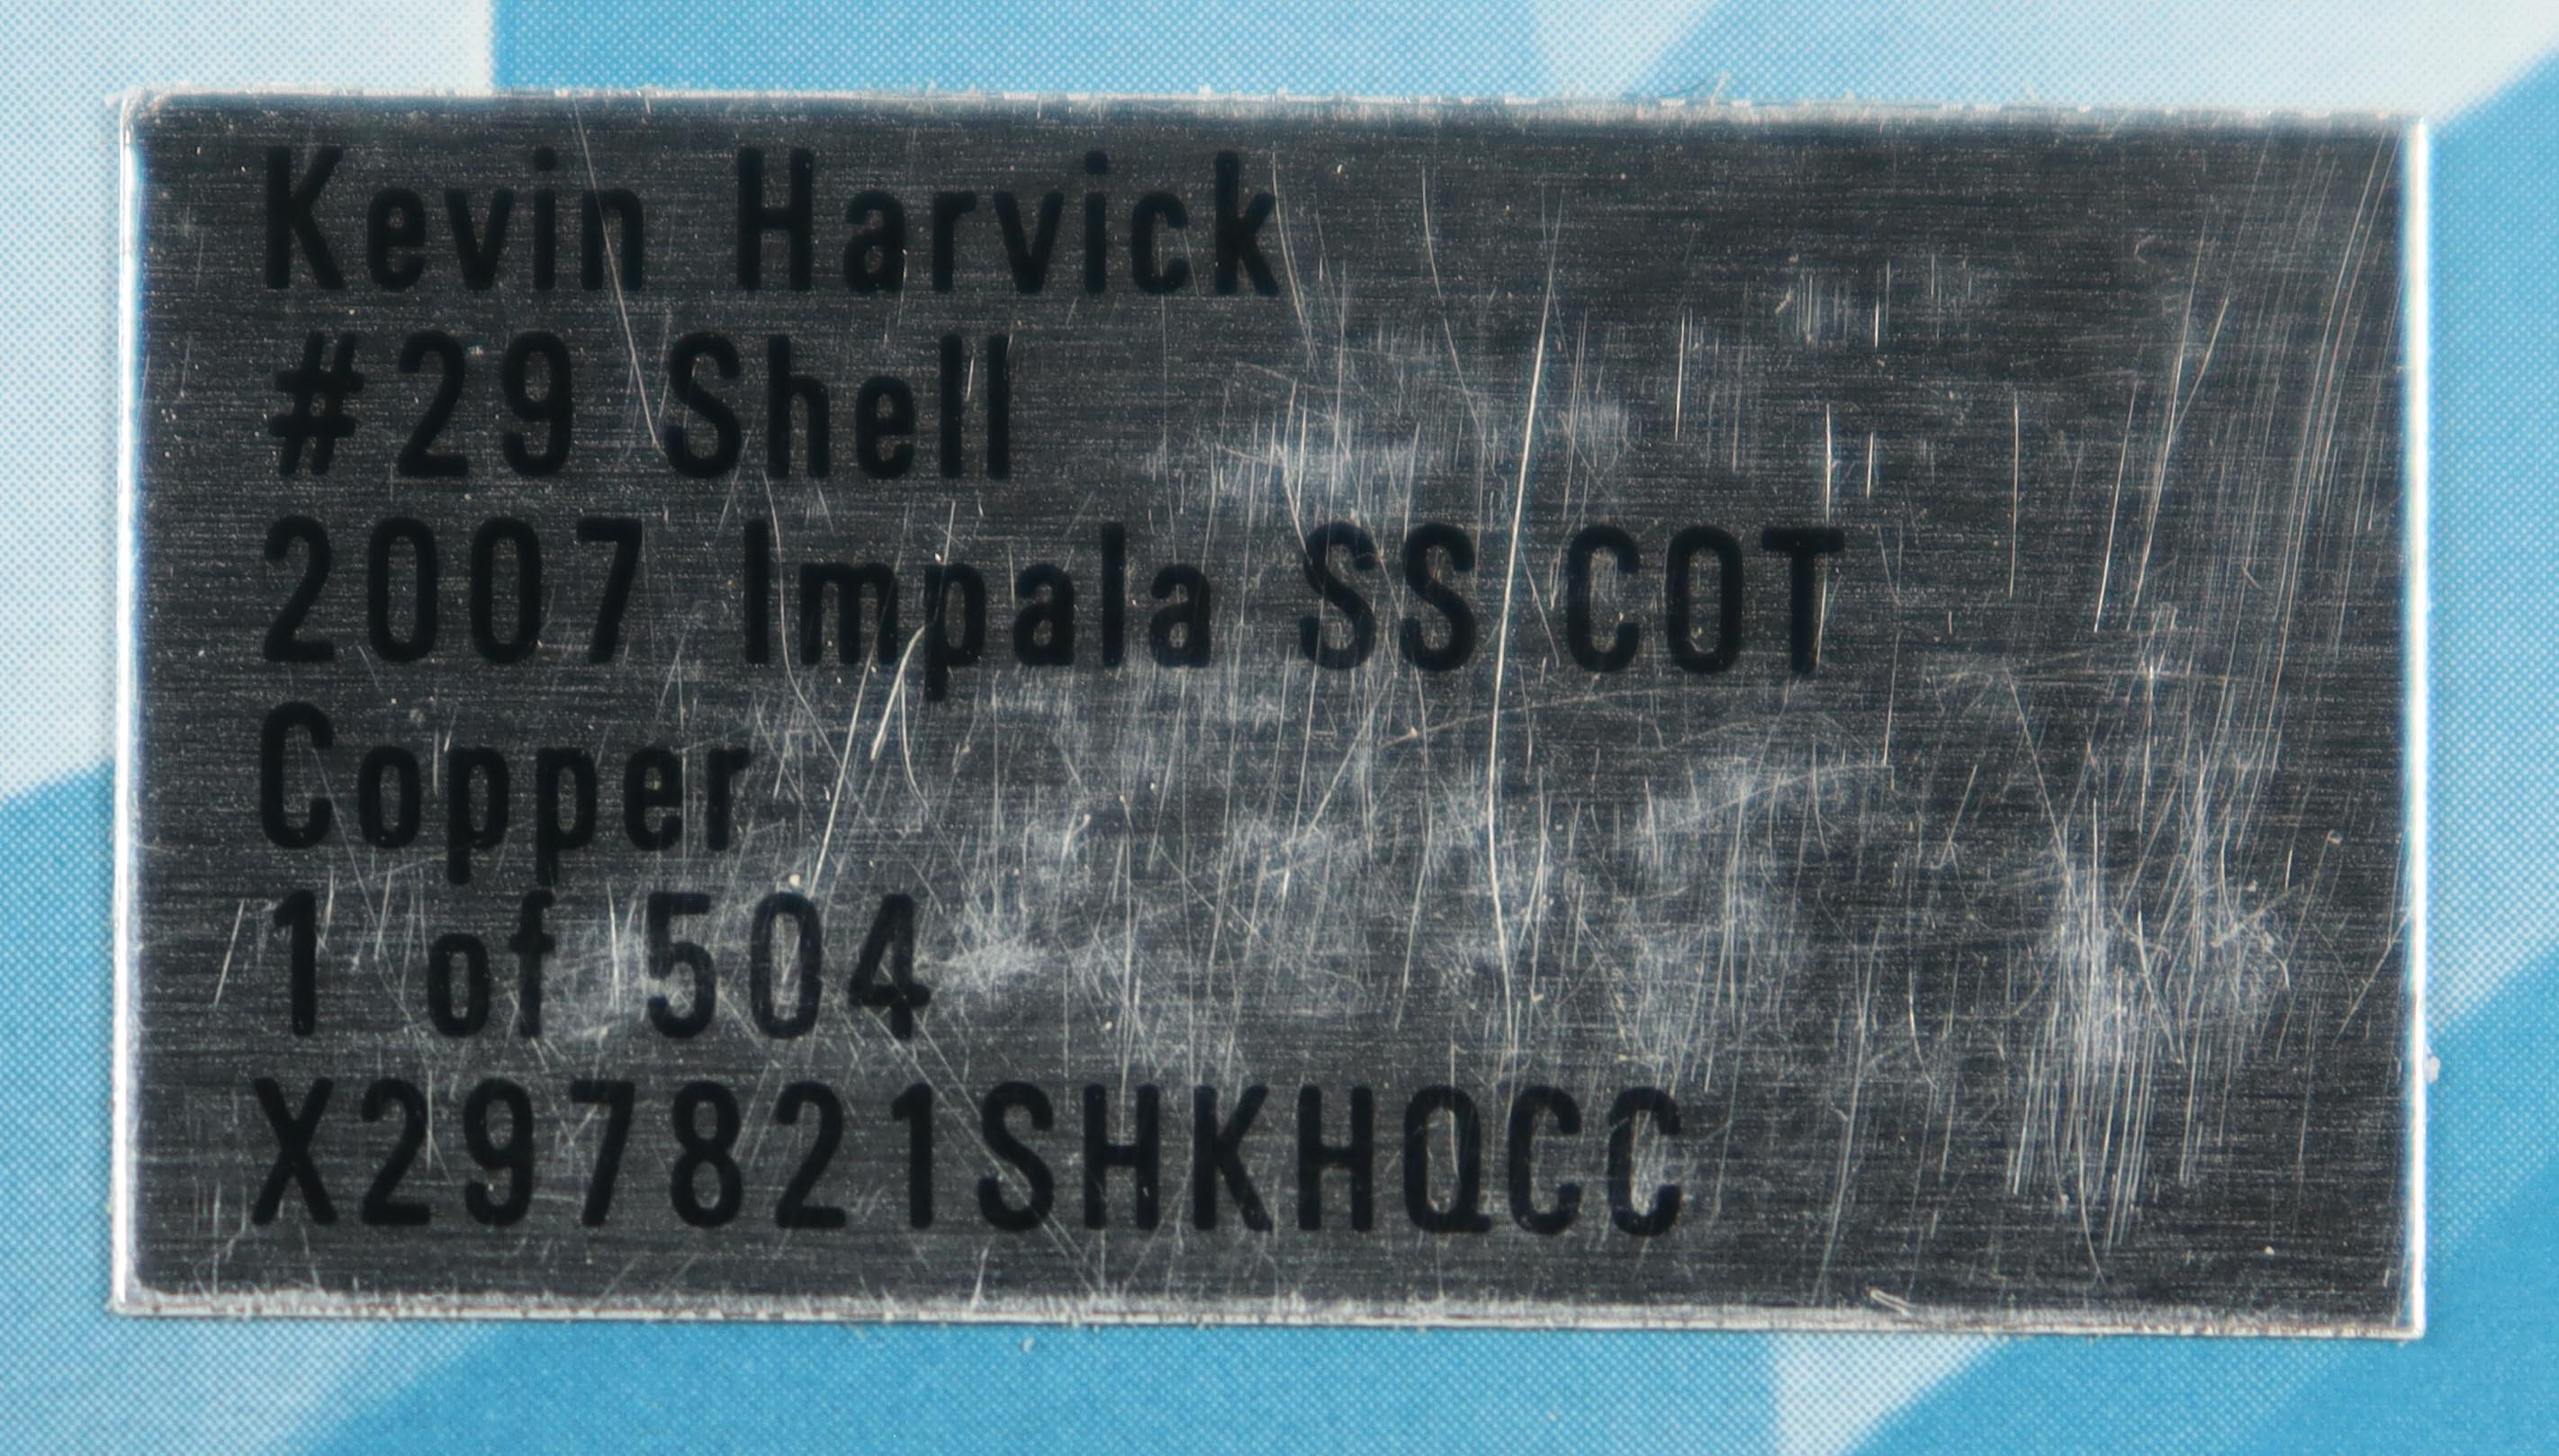 Kevin Harvick
#29 Shell
2007 Impala SS COT
Copper
1 of 504
X297821SHKHQCC